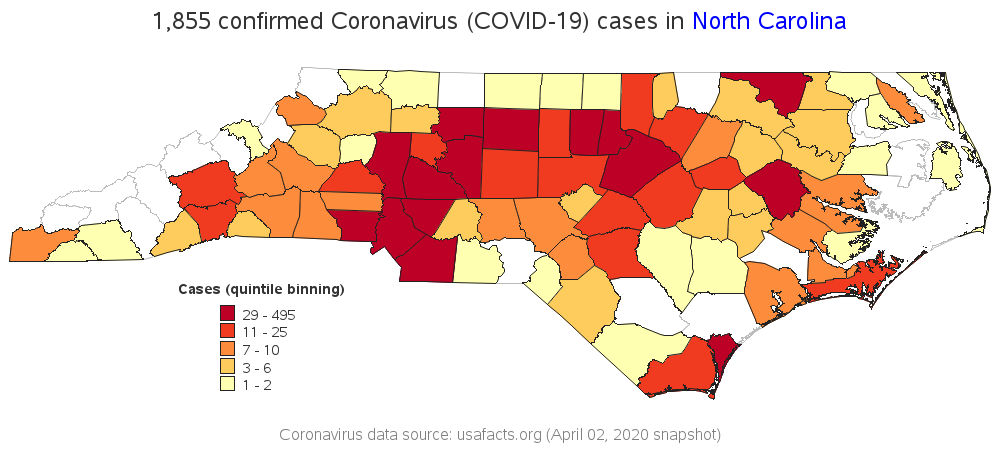 1,855 confirmed Coronavirus (COVID-19) cases in North Carolina
Cases (quintile binning)
29 - 495
11 - 25
7 - 10
3 - 6
1 - 2
Coronavirus data source: usafacts.org (April 02, 2020 snapshot)